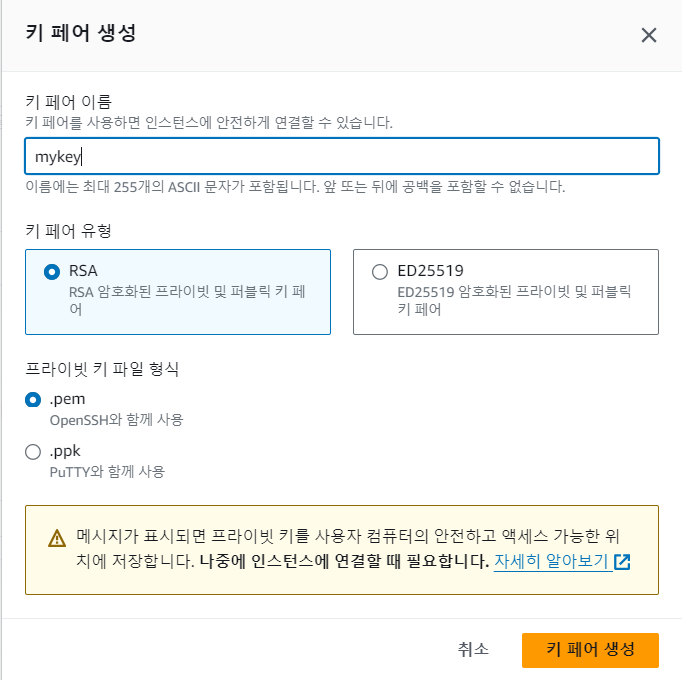 키 페어 생성
키 페어 이름
키 페어를 사용하면 인스턴스에 안전하게 연결할 수 있습니다.
mykey
이름에는 최대 255개의 ASCII 문자가 포함됩니다. 앞 또는 뒤에 공백을 포함할 수 없습니다.
키 페어 유형
RSA
RSA 암호화된 프라이빗 및 퍼블릭 키 페
어
ED25519
ED25519 암호화된 프라이빗 및 퍼블릭
키 페어
프라이빗 키 파일 형식
.pem
OpenSSH와 함께 사용
.ppk
PuTTY와 함께 사용
메시지가 표시되면 프라이빗 키를 사용자 컴퓨터의 안전하고 액세스 가능한 위
치에 저장합니다. 나중에 인스턴스에 연결할 때 필요합니다. 자세히 알아보기
취소
키 페어 생성